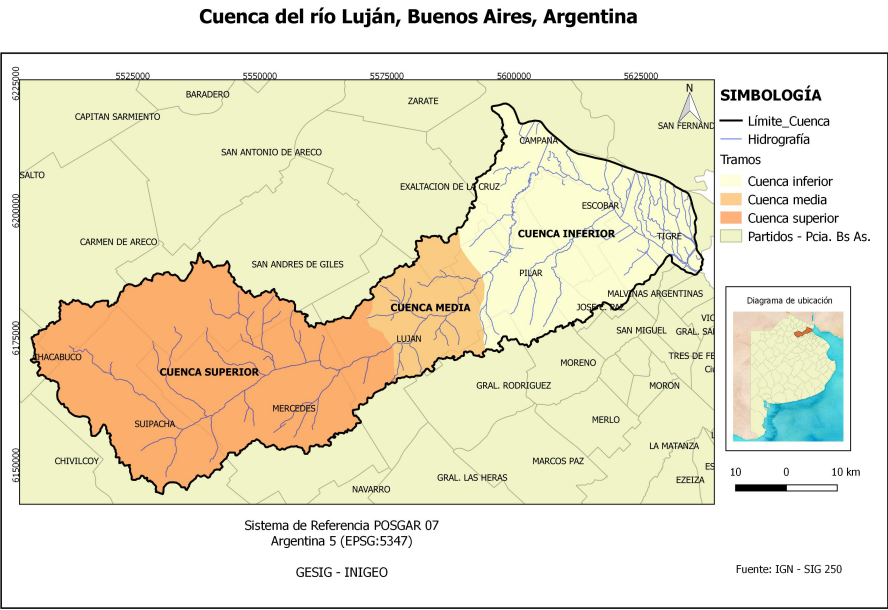 Cuenca del río Luján, Buenos Aires, Argentina
5525000
5550000
5575000
5600000
5625000
6225000
6200000
6175000
6150000
BARADERO
ZARATE
CAPITAN SARMIENTO
SAN ANTONIO DE ARECO
SALTO
EXALTACION DE LA CRUZ
CAMPANA
ESCOBAR
CARMEN DE ARECO
CUENCA INFERIOR
TIGRE
SAN ANDRES DE GILES
PILAR
MALVINAS ARGENTINAS
CUENCA MEDIA
JOSE C. PAZ
SAN MIGUEL
LUJAN
CUENCA SUPERIOR
MORENO
GRAL. RODRIGUEZ
MORON
MERCEDES
SUIPACHA
MERLO
LA MATANZA
CHIVILCOY
MARCOS PAZ
GRAL. LAS HERAS
EZEIZA
NAVARRO
N
SIMBOLOGÍA
Límite_Cuenca
Hidrografía
Tramos
Cuenca inferior
Cuenca media
Cuenca superior
Partidos - Pcia. Bs As.
Diagrama de ubicación
10 0 10 km
Sistema de Referencia POSGAR 07
Argentina 5 (EPSG:5347)
GESIG - INIGEO
Fuente: IGN - SIG 250